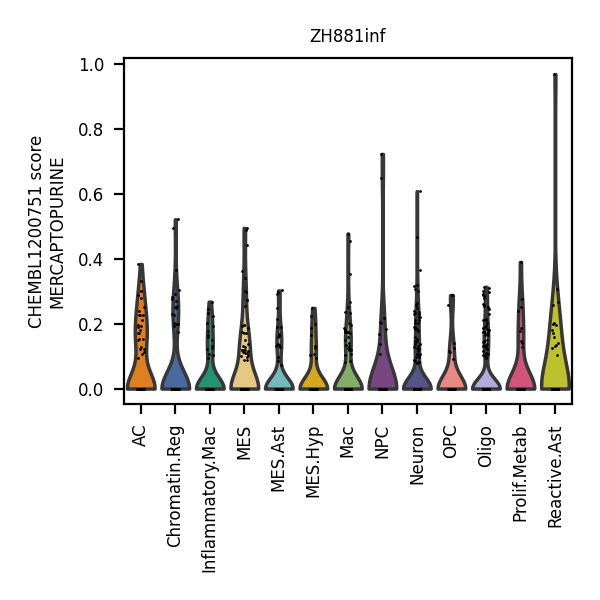 ZH881inf
CHEMBL1200751 score
MERCAPTOPURINE
1.0
0.8
0.6
0.4
0.2
0.0
AC
Chromatin.Reg
Inflammatory.Mac
MES
MES.Ast
MES.Hyp
Mac
NPC
Neuron
OPC
Oligo
Prolif.Metab
Reactive.Ast